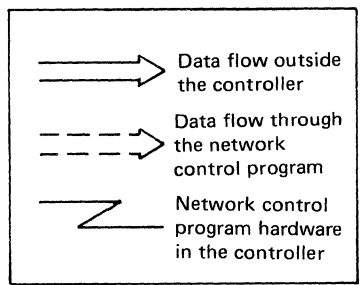 Data flow outside
the controller
Data flow through
the network
control program
Network control
program hardware
in the controller